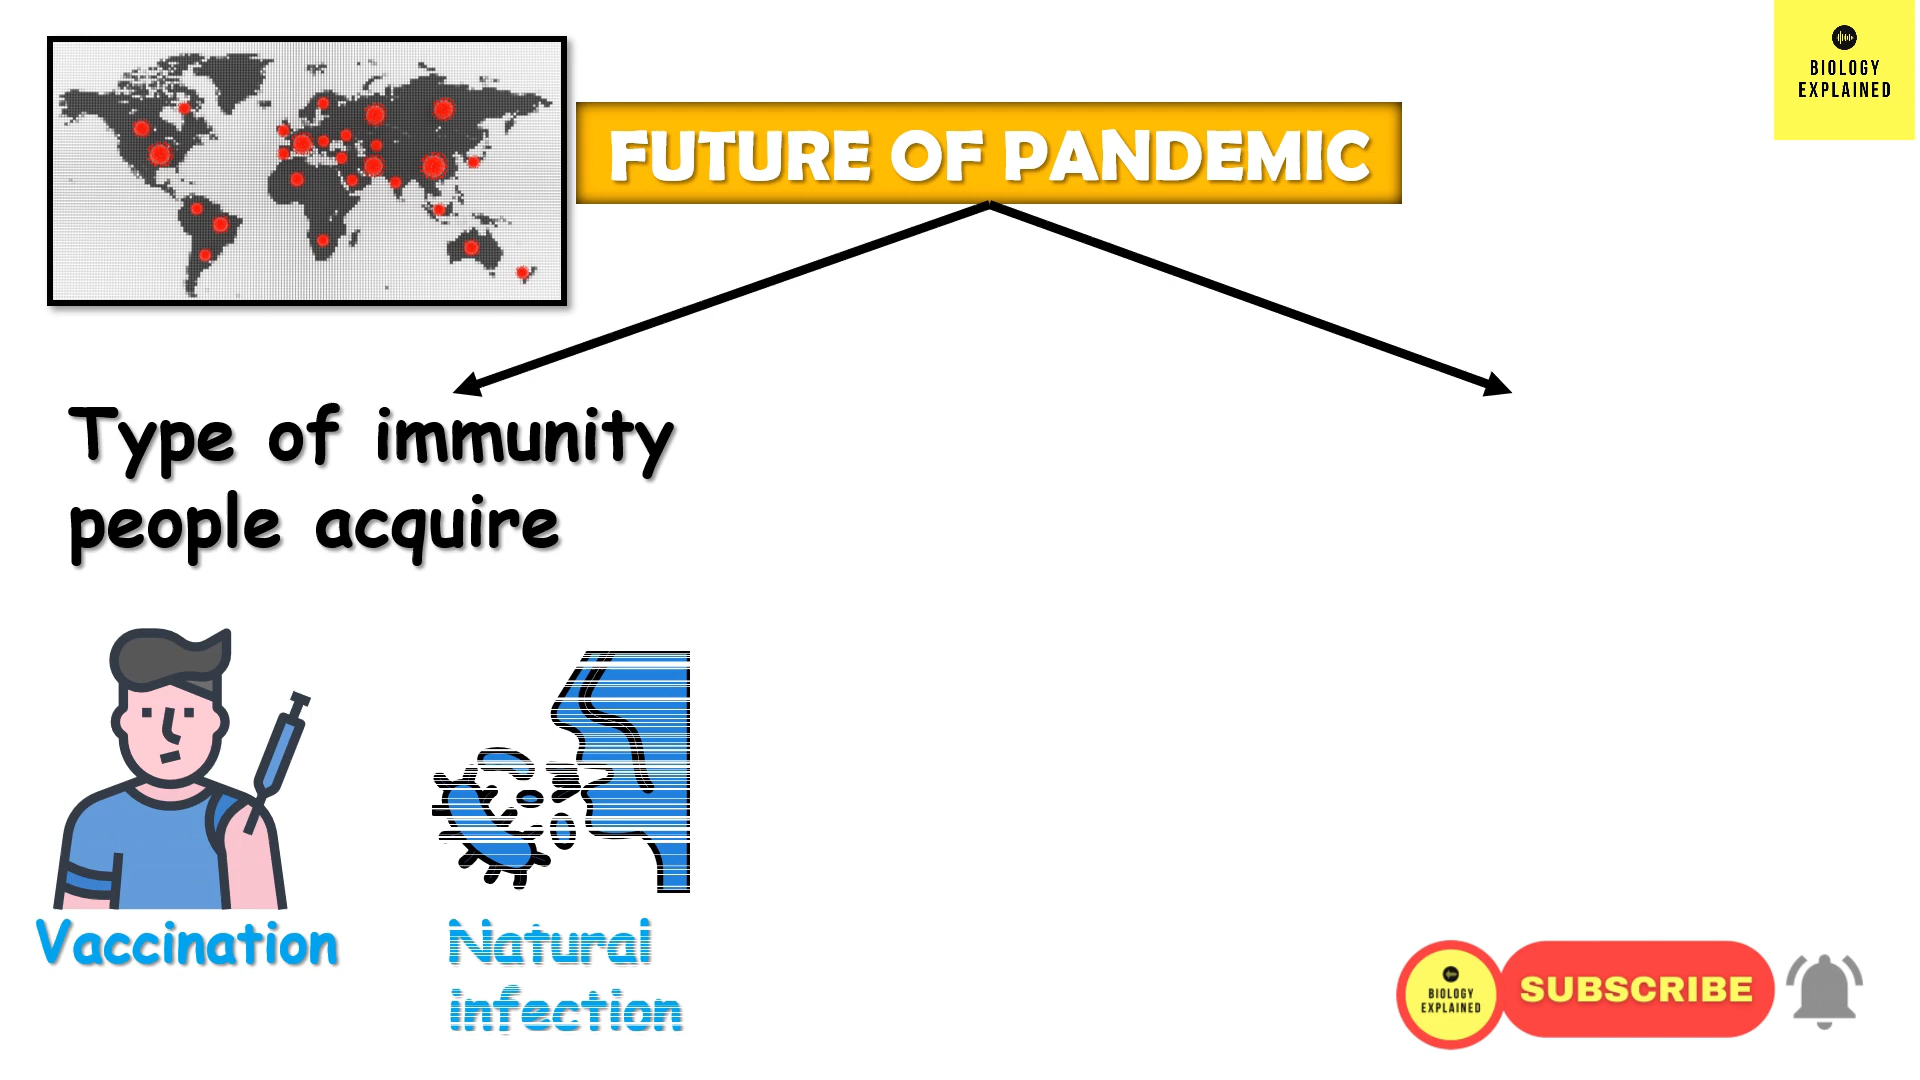 BIOLOGY
EXPLAINED
FUTURE OF PANDEMIC
Type of immunity
people acquire
Vaccination
Natural
infection
BIOLOGY
EXPLAINED
SUBSCRIBE